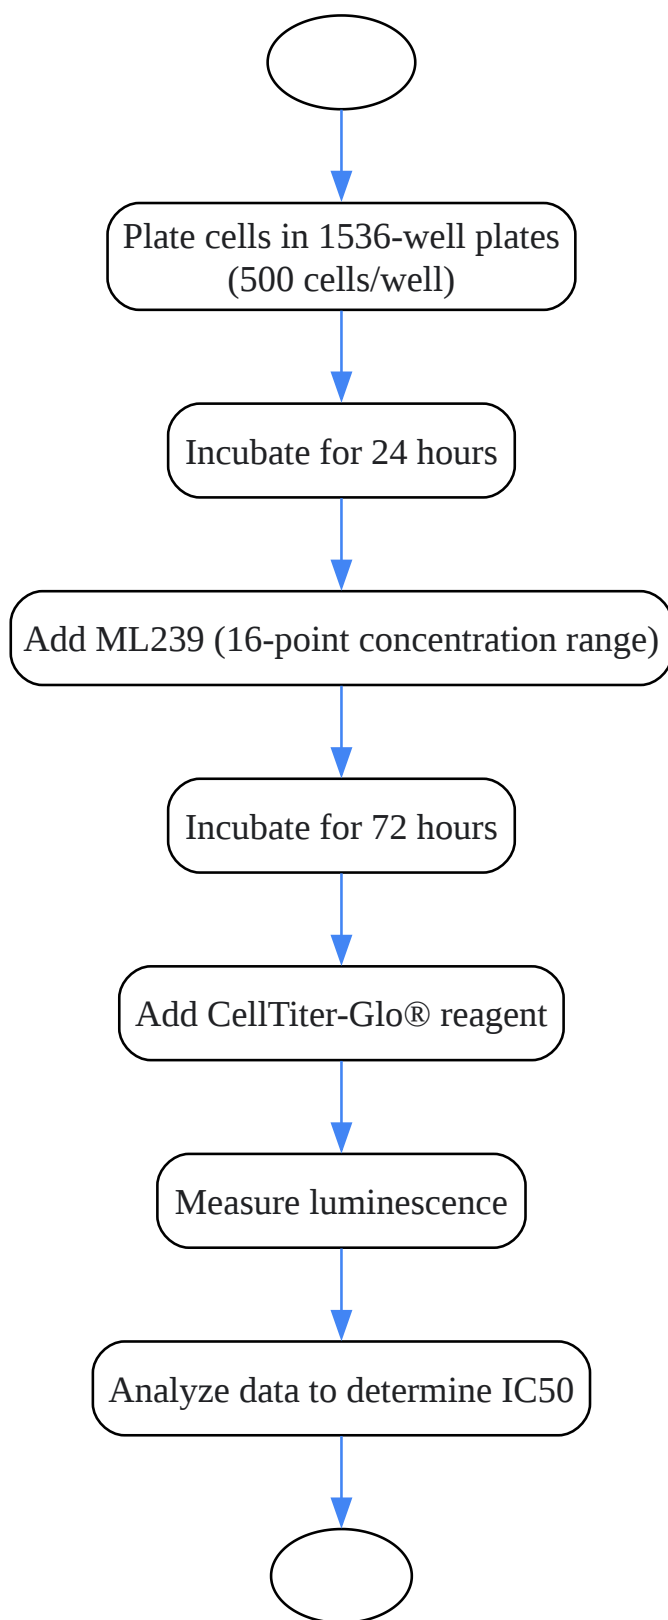 Plate cells in 1536-well plates
(500 cells/well)
Incubate for 24 hours
Add ML239 (16-point concentration range)
Incubate for 72 hours
Add CellTiter-Glo® reagent
Measure luminescence
Analyze data to determine IC50